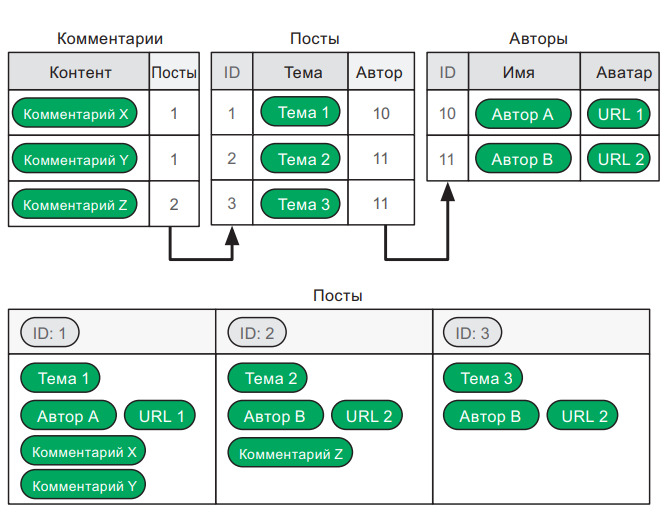 Комментарии Посты Авторы
Контент Посты ID Тема Автор ID Имя Аватар
Комментарий X 1 1 Тема 1 10 10 Автор A URL 1
Комментарий Y 1 2 Тема 2 11 11 Автор B URL 2
Комментарий Z 2 3 Тема 3 11
Посты
ID: 1 ID: 2 ID: 3
Тема 1 Тема 2 Тема 3
Автор A URL 1 Автор B URL 2 Автор B URL 2
Комментарий X Комментарий Z
Комментарий Y